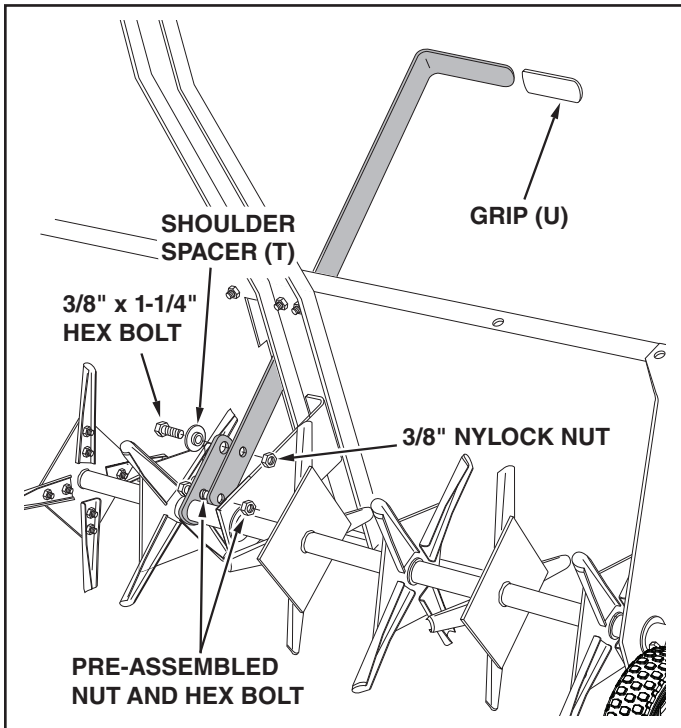 GRIP (U)
SHOULDER
SPACER (T)
3/8" x 1-1/4"
HEX BOLT
3/8" NYLOCK NUT
PRE-ASSEMBLED
NUT AND HEX BOLT